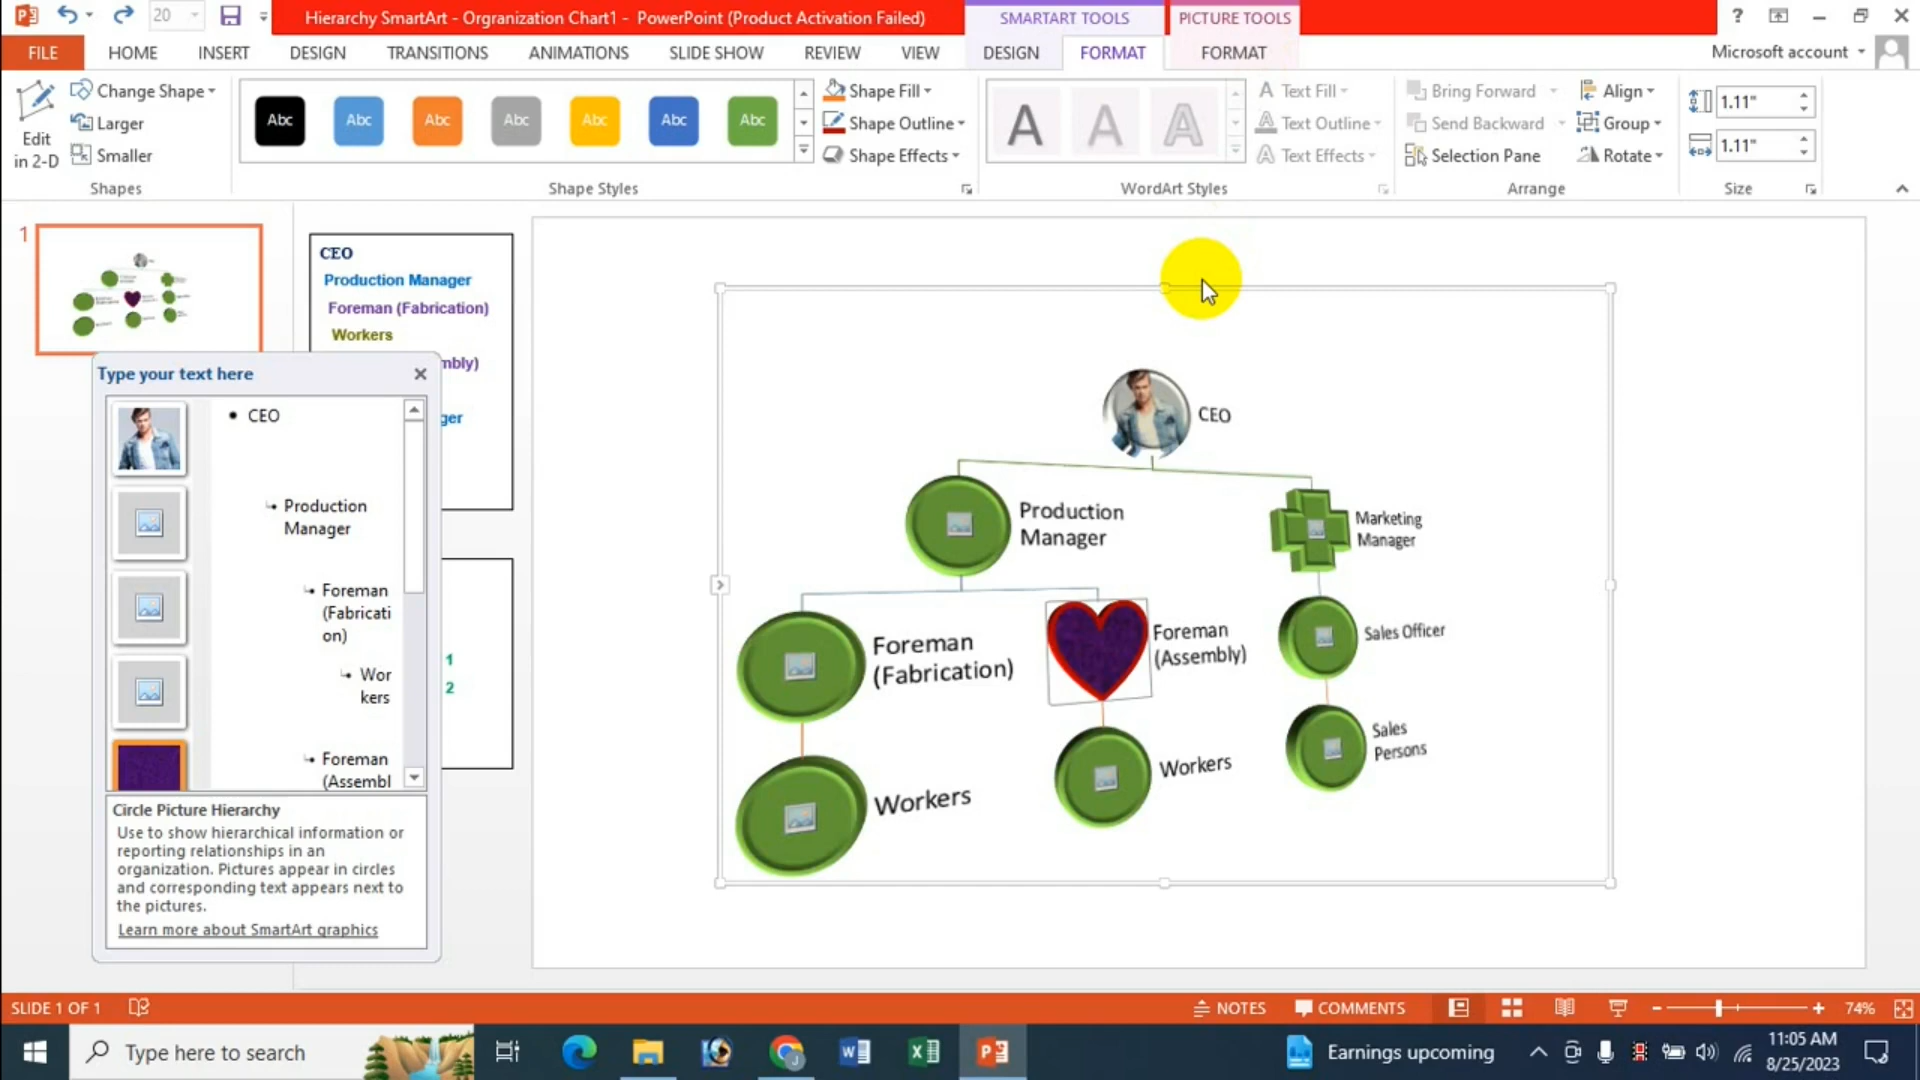 20
Hierarchy SmartArt - Orgranization Chart1 - PowerPoint (Product Activation Failed)
SMARTART TOOLS
PICTURE TOOLS
?
FILE
HOME
INSERT
DESIGN
TRANSITIONS
ANIMATIONS
SLIDE SHOW
REVIEW
VIEW
DESIGN
FORMAT
FORMAT
Microsoft account
Edit
in 2-D
Change Shape
Larger
Smaller
Shapes
Abc
Abc
Abc
Abc
Abc
Abc
Abc
Shape Styles
Shape Fill
Shape Outline
Shape Effects
A
A
A
WordArt Styles
A Text Fill
A Text Outline
A Text Effects
Bring Forward
Send Backward
Selection Pane
Align
Group
Rotate
Arrange
1.11"
1.11"
Size
1
CEO
Production Manager
Foreman (Fabrication)
Workers
mbly)
ger
1
2
Type your text here
CEO
Production
Manager
Foreman
(Fabricati
on)
Wor
kers
Foreman
(Assembl
Circle Picture Hierarchy
Use to show hierarchical information or
reporting relationships in an
organization. Pictures appear in circles
and corresponding text appears next to
the pictures.
Learn more about SmartArt graphics
CEO
Production
Manager
Marketing
Manager
Foreman
(Fabrication)
Foreman
(Assembly)
Sales Officer
Workers
Workers
Sales
Persons
SLIDE 1 OF 1
NOTES
COMMENTS
74%
Type here to search
Earnings upcoming
11:05 AM
8/25/2023